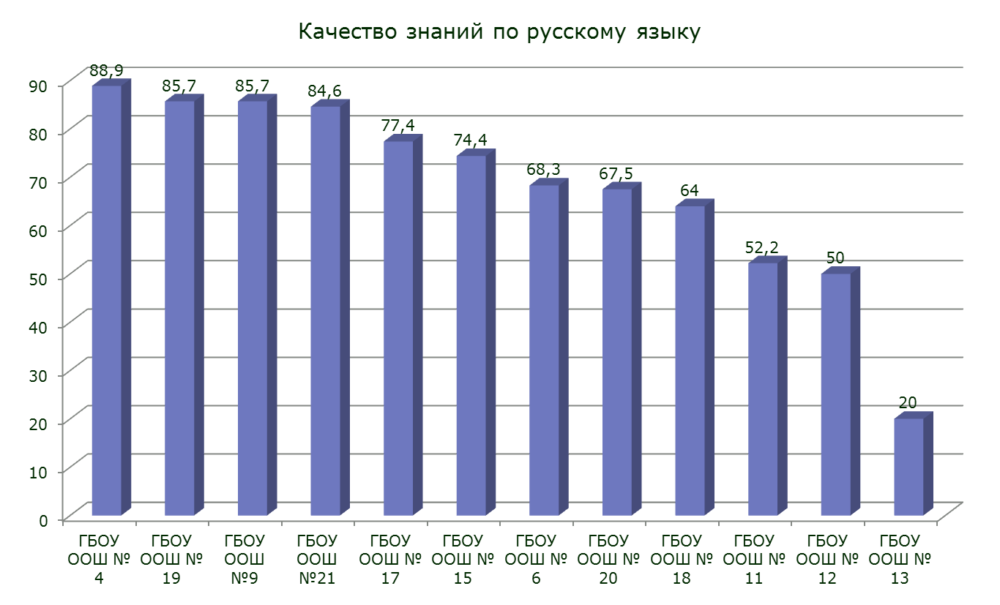 Качество знаний по русскому языку
88,9
85,7
85,7
84,6
77,4
74,4
68,3
67,5
64
52,2
50
20
90
80
70
60
50
40
30
20
10
0
ГБОУ
ООШ №
4
ГБОУ
ООШ №
19
ГБОУ
ООШ
№9
ГБОУ
ООШ
№21
ГБОУ
ООШ №
17
ГБОУ
ООШ №
15
ГБОУ
ООШ №
6
ГБОУ
ООШ №
20
ГБОУ
ООШ №
18
ГБОУ
ООШ №
11
ГБОУ
ООШ №
12
ГБОУ
ООШ №
13